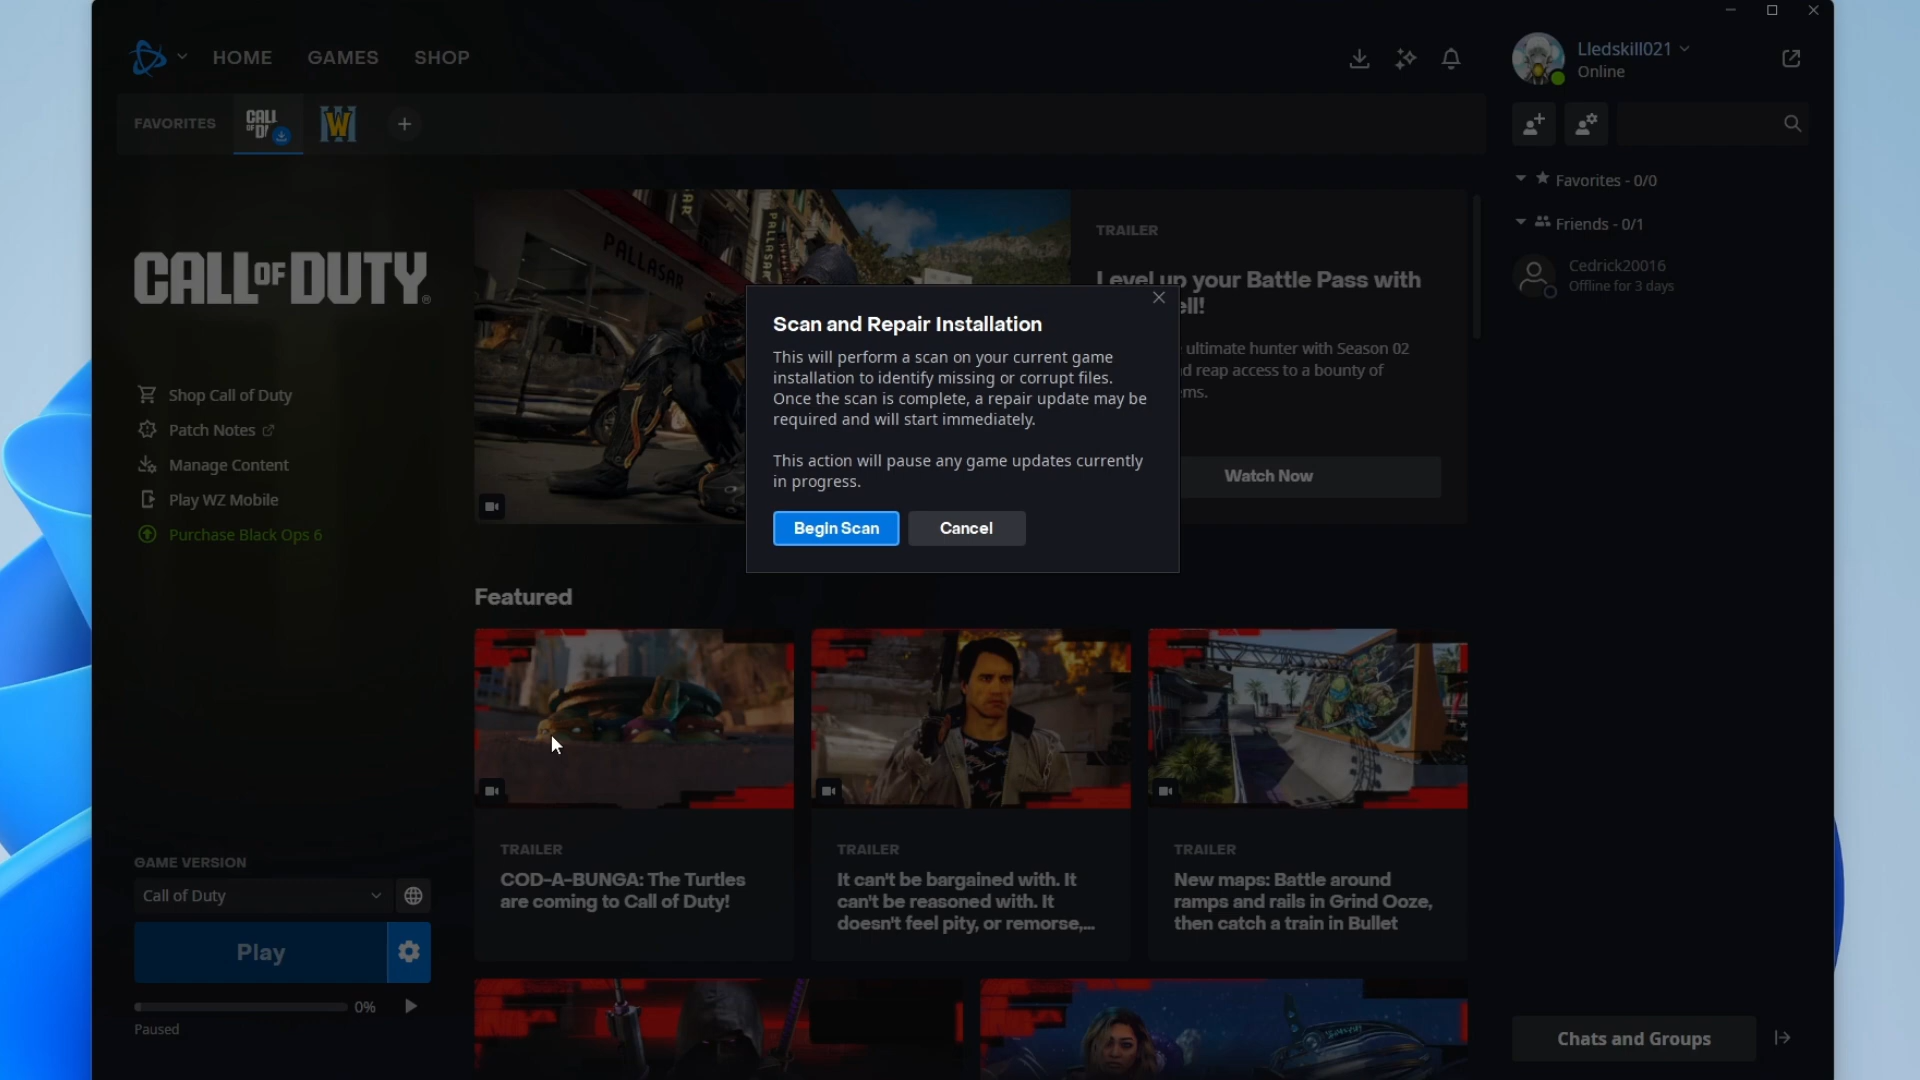 HOME GAMES SHOP
Lledskill021
Online
FAVORITES
CALL OF DUTY
W
Favorites - 0/0
Friends - 0/1
Cedrick20016
Offline for 3 days
CALL OF DUTY
Shop Call of Duty
Patch Notes
Manage Content
Play WZ Mobile
Purchase Black Ops 6
PALLASAR
PALLASAR
AR
TRAILER
Level up your Battle Pass with
ell!
ultimate hunter with Season 02
d reap access to a bounty of
ms.
Watch Now
Scan and Repair Installation
This will perform a scan on your current game
installation to identify missing or corrupt files.
Once the scan is complete, a repair update may be
required and will start immediately.
This action will pause any game updates currently
in progress.
Begin Scan
Cancel
Featured
TRAILER
COD-A-BUNGA: The Turtles
are coming to Call of Duty!
TRAILER
It can't be bargained with. It
can't be reasoned with. It
doesn't feel pity, or remorse,...
TRAILER
New maps: Battle around
ramps and rails in Grind Ooze,
then catch a train in Bullet
GAME VERSION
Call of Duty
Play
0%
Paused
Chats and Groups